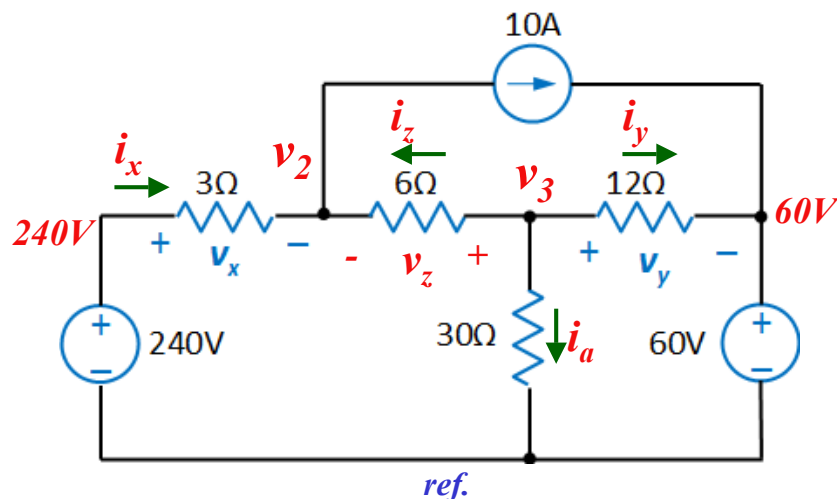 10A
i_z i_y
i_x v_2 3Ω 6Ω v_3 12Ω
240V 60V
+ v_x − - v_z + + v_y −
+ − 240V 30Ω i_a 60V + −
ref.